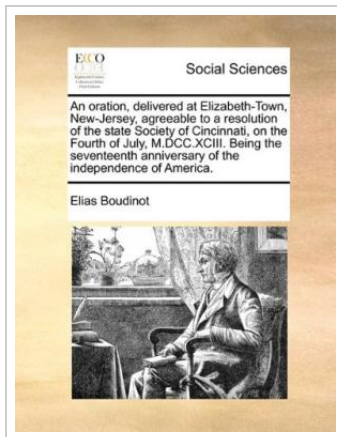 ECCO
Social Sciences
An oration, delivered at Elizabeth-Town,
New-Jersey, agreeable to a resolution
of the state Society of Cincinnati, on the
Fourth of July, M.DCC.XCIII. Being the
seventeenth anniversary of the
independence of America.
Elias Boudinot